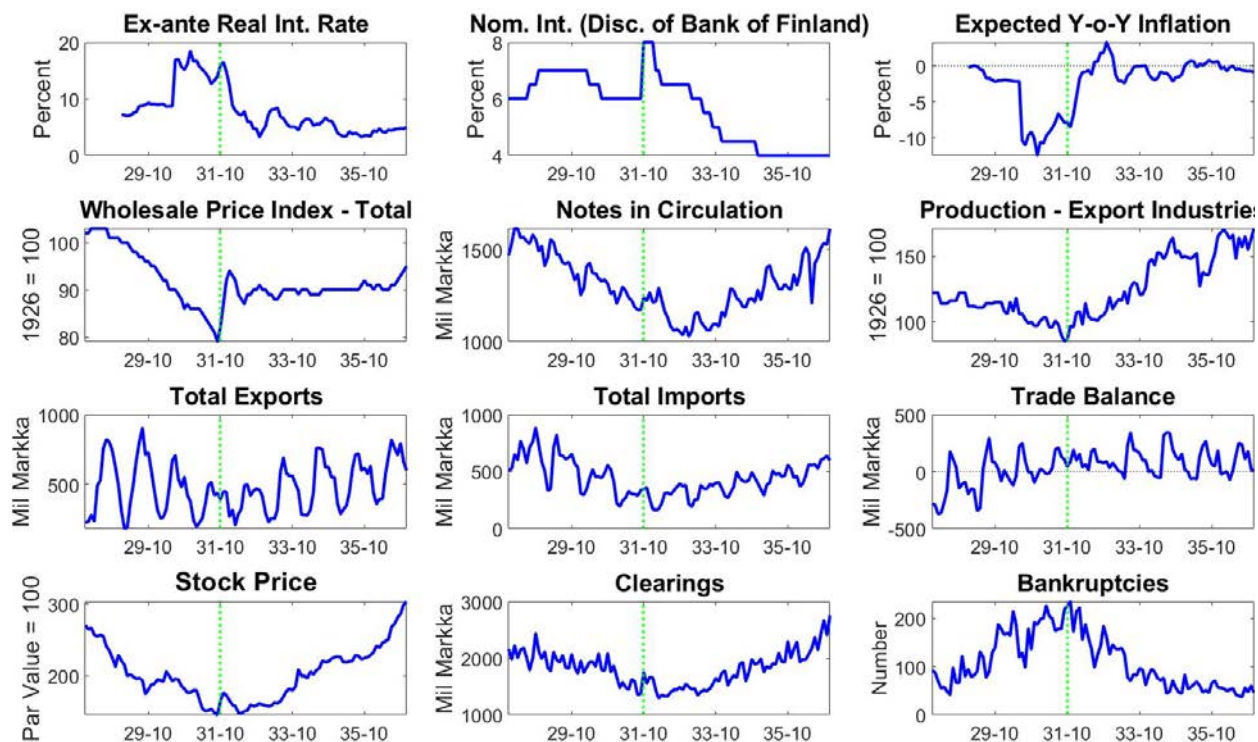 Ex-ante Real Int. Rate
Percent
20
10
0
29-10 31-10 33-10 35-10
Nom. Int. (Disc. of Bank of Finland)
Percent
8
6
4
29-10 31-10 33-10 35-10
Expected Y-o-Y Inflation
Percent
0
-5
-10
29-10 31-10 33-10 35-10
Wholesale Price Index - Total
1926 = 100
100
90
80
29-10 31-10 33-10 35-10
Notes in Circulation
Mil Markka
1500
1000
29-10 31-10 33-10 35-10
Production - Export Industries
1926 = 100
150
100
29-10 31-10 33-10 35-10
Total Exports
Mil Markka
1000
500
29-10 31-10 33-10 35-10
Total Imports
Mil Markka
1000
500
0
29-10 31-10 33-10 35-10
Trade Balance
Mil Markka
500
0
-500
29-10 31-10 33-10 35-10
Stock Price
Par Value = 100
300
200
29-10 31-10 33-10 35-10
Clearings
Mil Markka
3000
2000
1000
29-10 31-10 33-10 35-10
Bankruptcies
Number
200
100
0
29-10 31-10 33-10 35-10